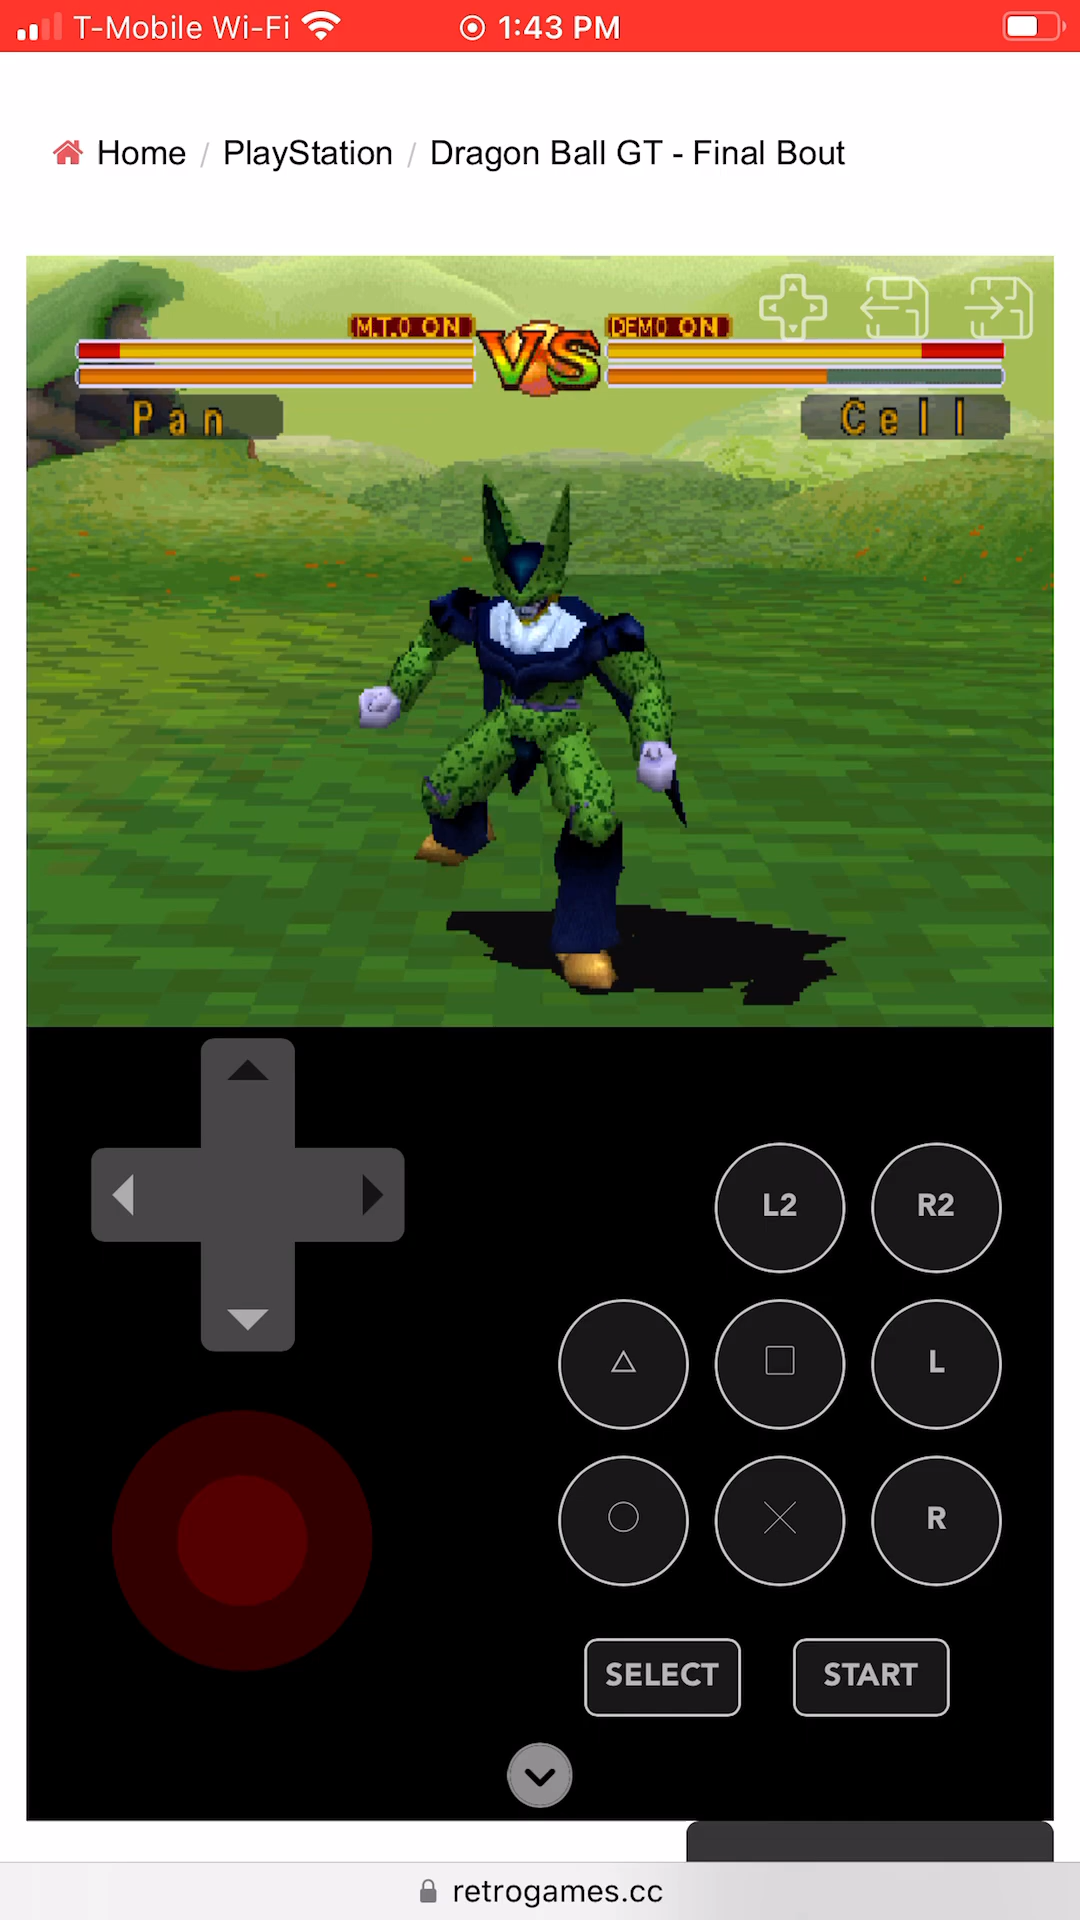 T-Mobile Wi-Fi 1:43 PM
Home / PlayStation / Dragon Ball GT - Final Bout
M.T.O ON DEMO ON
VS
Pan Cell
L2 R2
L
R
SELECT START
retrogames.cc